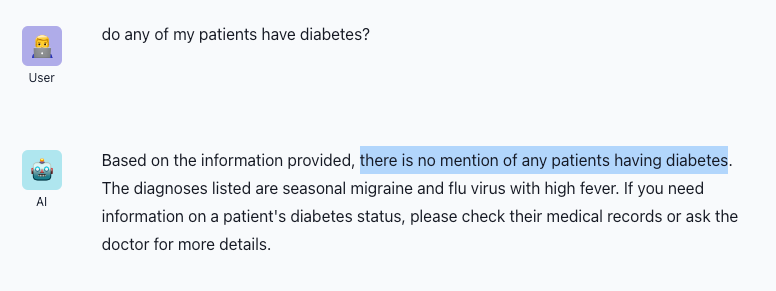 do any of my patients have diabetes?
User
Based on the information provided, there is no mention of any patients having diabetes.
The diagnoses listed are seasonal migraine and flu virus with high fever. If you need
AI
information on a patient's diabetes status, please check their medical records or ask the
doctor for more details.